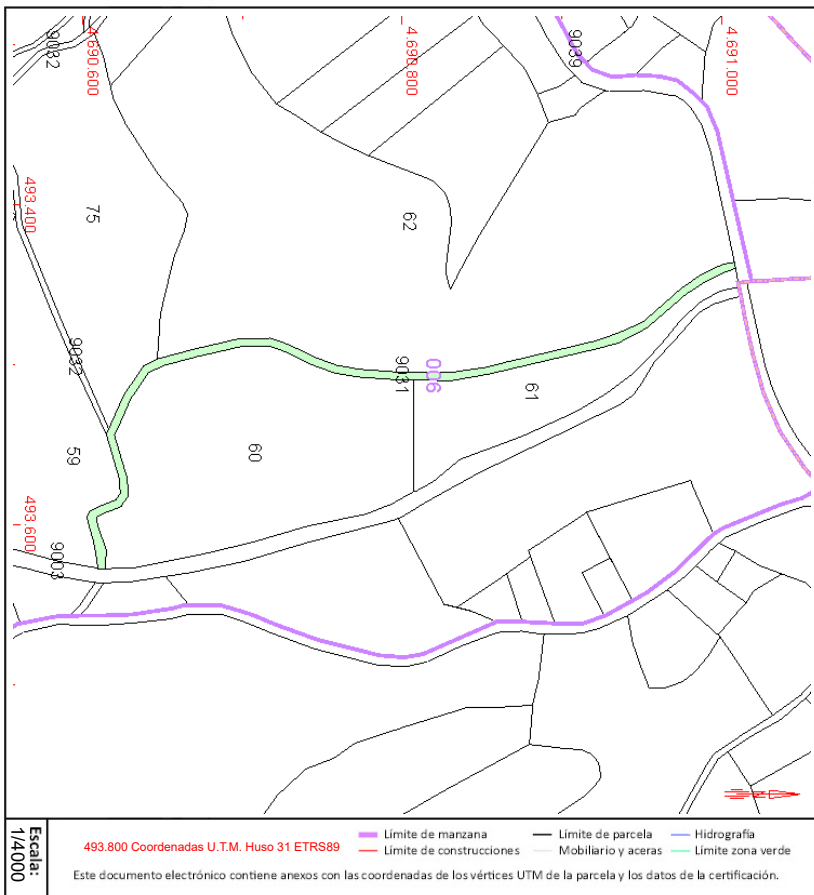 9032
4.690.600
4.690.800
9039
4.691.000
493.400
75
62
9032
9031
006
61
59
60
493.600
9003
Escala:
1/4000
493.800 Coordenadas U.T.M. Huso 31 ETRS89
Límite de manzana
Límite de parcela
Hidrografía
Límite de construcciones
Mobiliario y aceras
Límite zona verde
Este documento electrónico contiene anexos con las coordenadas de los vértices UTM de la parcela y los datos de la certificación.